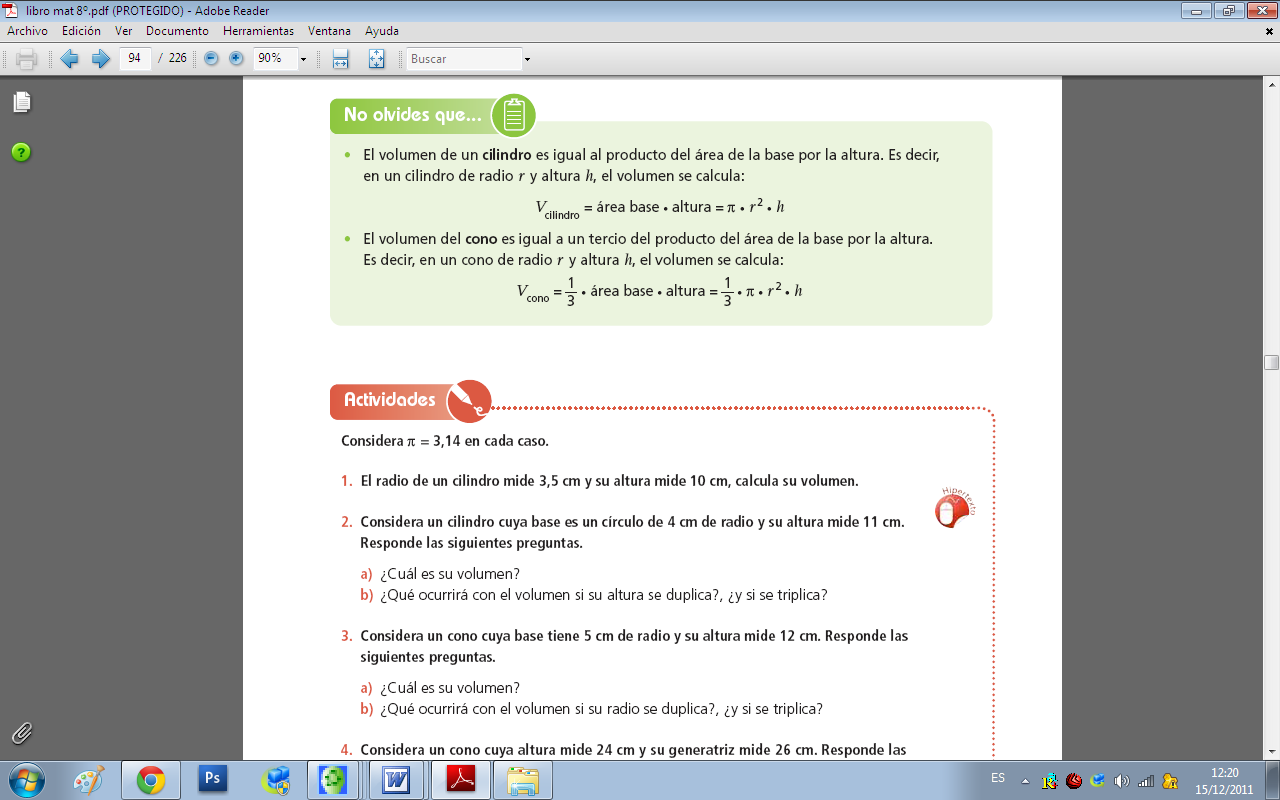 libro mat 8º.pdf (PROTEGIDO) - Adobe Reader
Archivo Edición Ver Documento Herramientas Ventana Ayuda
94 / 226 90% Buscar
No olvides que...
• El volumen de un cilindro es igual al producto del área de la base por la altura. Es decir,
en un cilindro de radio r y altura h, el volumen se calcula:
V cilindro = área base • altura = π • r² • h
• El volumen del cono es igual a un tercio del producto del área de la base por la altura.
Es decir, en un cono de radio r y altura h, el volumen se calcula:
V cono = 1/3 • área base • altura = 1/3 • π • r² • h
Actividades
Considera π = 3,14 en cada caso.
1. El radio de un cilindro mide 3,5 cm y su altura mide 10 cm, calcula su volumen.
Hipertexto
2. Considera un cilindro cuya base es un círculo de 4 cm de radio y su altura mide 11 cm.
Responde las siguientes preguntas.
a) ¿Cuál es su volumen?
b) ¿Qué ocurrirá con el volumen si su altura se duplica?, ¿y si se triplica?
3. Considera un cono cuya base tiene 5 cm de radio y su altura mide 12 cm. Responde las
siguientes preguntas.
a) ¿Cuál es su volumen?
b) ¿Qué ocurrirá con el volumen si su radio se duplica?, ¿y si se triplica?
4. Considera un cono cuya altura mide 24 cm y su generatriz mide 26 cm. Responde las
Ps
W
ES
12:20
15/12/2011